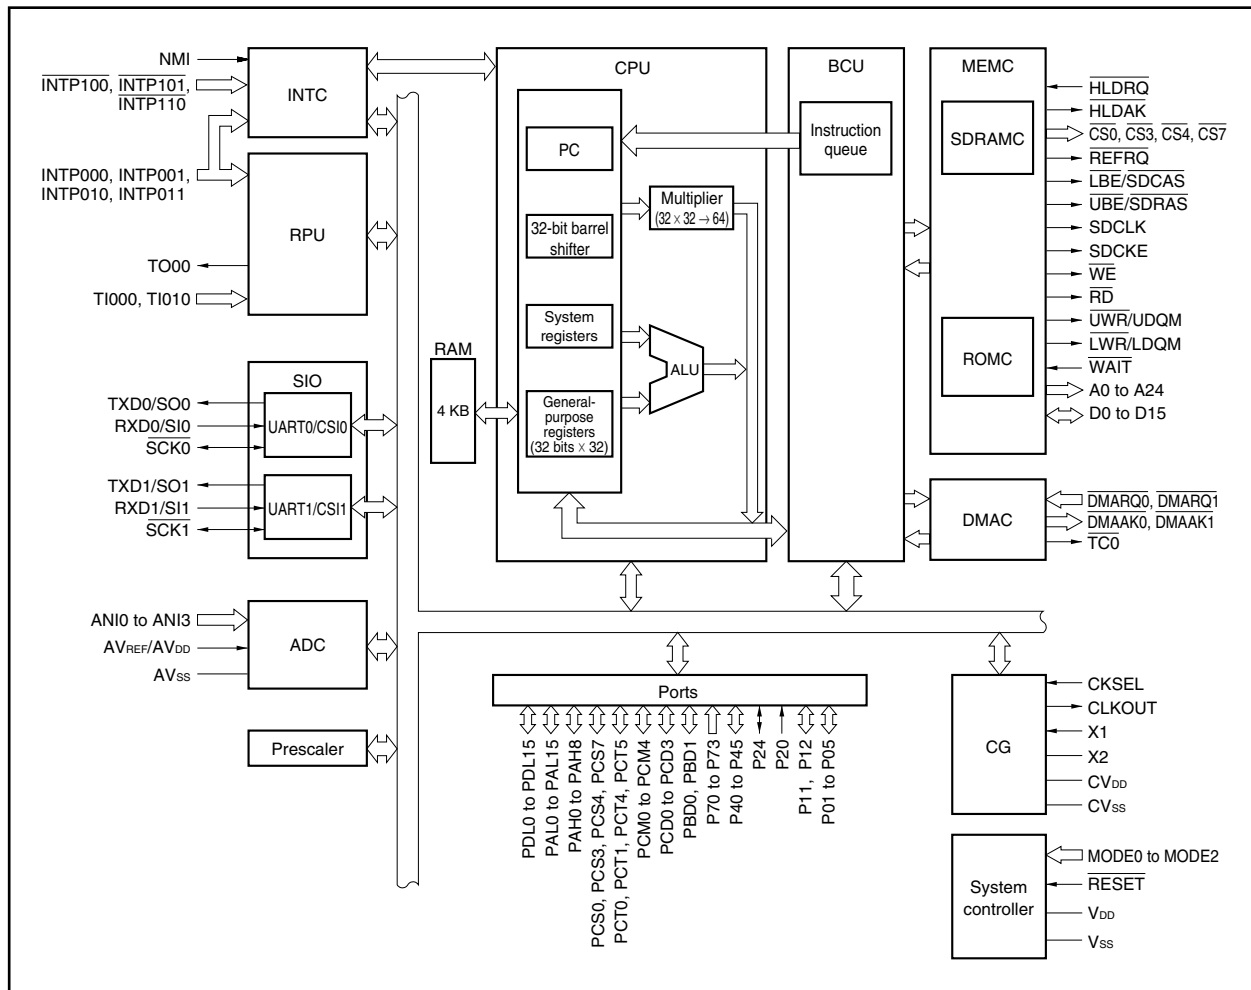 NMI
INTP100, INTP101,
INTP110
INTC
INTP000, INTP001,
INTP010, INTP011
RPU
TO00
TI000, TI010
SIO
TXD0/SO0
RXD0/SI0
SCK0
UART0/CSI0
TXD1/SO1
RXD1/SI1
SCK1
UART1/CSI1
ANI0 to ANI3
AVREF/AVDD
AVSS
ADC
Prescaler
RAM
4 KB
CPU
PC
32-bit barrel
shifter
System
registers
General-
purpose
registers
(32 bits × 32)
Multiplier
(32 × 32 → 64)
ALU
BCU
Instruction
queue
MEMC
SDRAMC
ROMC
HLDRQ
HLDAK
CS0, CS3, CS4, CS7
REFRQ
LBE/SDCAS
UBE/SDRAS
SDCLK
SDCKE
WE
RD
UWR/UDQM
LWR/LDQM
WAIT
A0 to A24
D0 to D15
DMAC
DMARQ0, DMARQ1
DMAAK0, DMAAK1
TC0
Ports
PDL0 to PDL15
PAL0 to PAL15
PAH0 to PAH8
PCS0, PCS3, PCS4, PCS7
PCT0, PCT1, PCT4, PCT5
PCM0 to PCM4
PCD0 to PCD3
PBD0, PBD1
P70 to P73
P40 to P45
P24
P20
P11, P12
P01 to P05
CG
CKSEL
CLKOUT
X1
X2
CVDD
CVSS
System
controller
MODE0 to MODE2
RESET
VDD
VSS